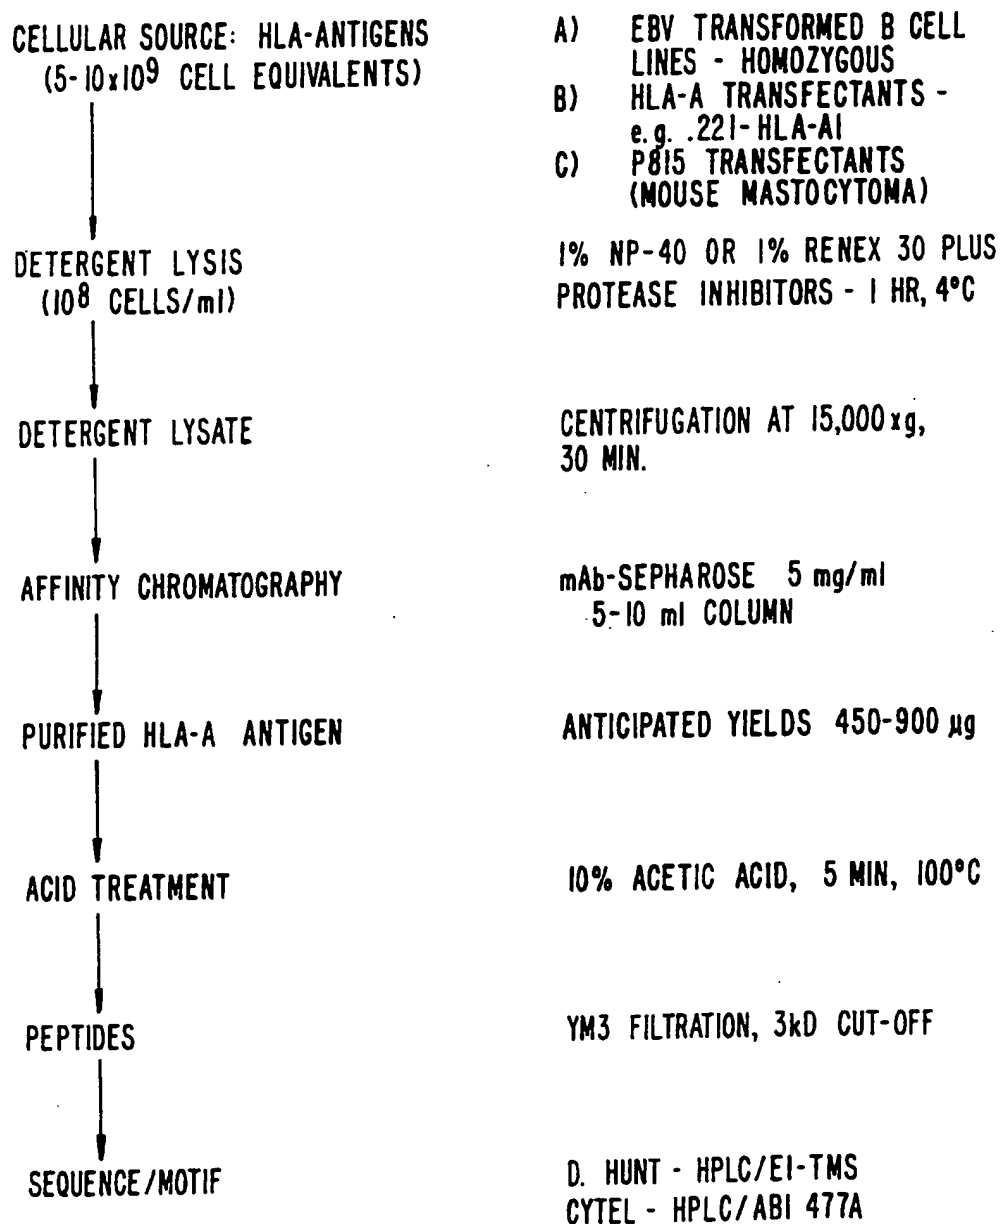 CELLULAR SOURCE: HLA-ANTIGENS
(5-10x10⁹ CELL EQUIVALENTS)
A) EBV TRANSFORMED B CELL
LINES - HOMOZYGOUS
B) HLA-A TRANSFECTANTS -
e.g. .221-HLA-A1
C) P815 TRANSFECTANTS
(MOUSE MASTOCYTOMA)
DETERGENT LYSIS
(10⁸ CELLS/ml)
1% NP-40 OR 1% RENEX 30 PLUS
PROTEASE INHIBITORS - 1 HR, 4°C
DETERGENT LYSATE
CENTRIFUGATION AT 15,000xg,
30 MIN.
AFFINITY CHROMATOGRAPHY
mAb-SEPHAROSE 5 mg/ml
5-10 ml COLUMN
PURIFIED HLA-A ANTIGEN
ANTICIPATED YIELDS 450-900 µg
ACID TREATMENT
10% ACETIC ACID, 5 MIN, 100°C
PEPTIDES
YM3 FILTRATION, 3kD CUT-OFF
SEQUENCE/MOTIF
D. HUNT - HPLC/EI-TMS
CYTEL - HPLC/ABI 477A